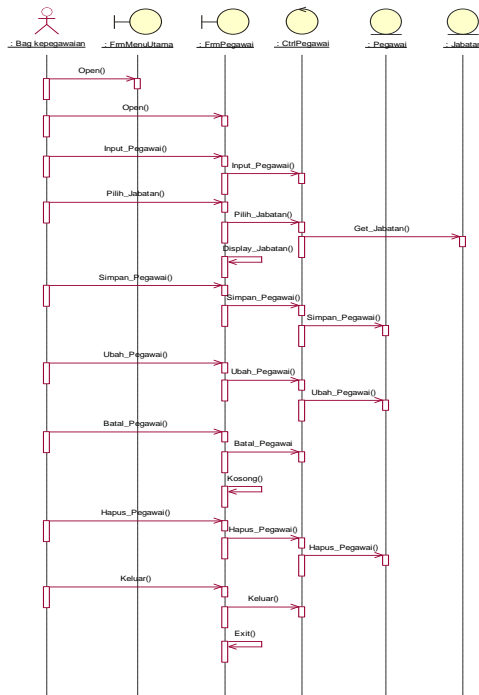 : Bag kepegawaian
: FrmMenuUtama
: FrmPegawai
: CtrlPegawai
: Pegawai
: Jabatan
Open()
Open()
Input_Pegawai()
Input_Pegawai()
Pilih_Jabatan()
Pilih_Jabatan()
Get_Jabatan()
Display_Jabatan()
Simpan_Pegawai()
Simpan_Pegawai()
Simpan_Pegawai()
Ubah_Pegawai()
Ubah_Pegawai()
Ubah_Pegawai()
Batal_Pegawai()
Batal_Pegawai
Kosong()
Hapus_Pegawai()
Hapus_Pegawai()
Hapus_Pegawai()
Keluar()
Keluar()
Exit()